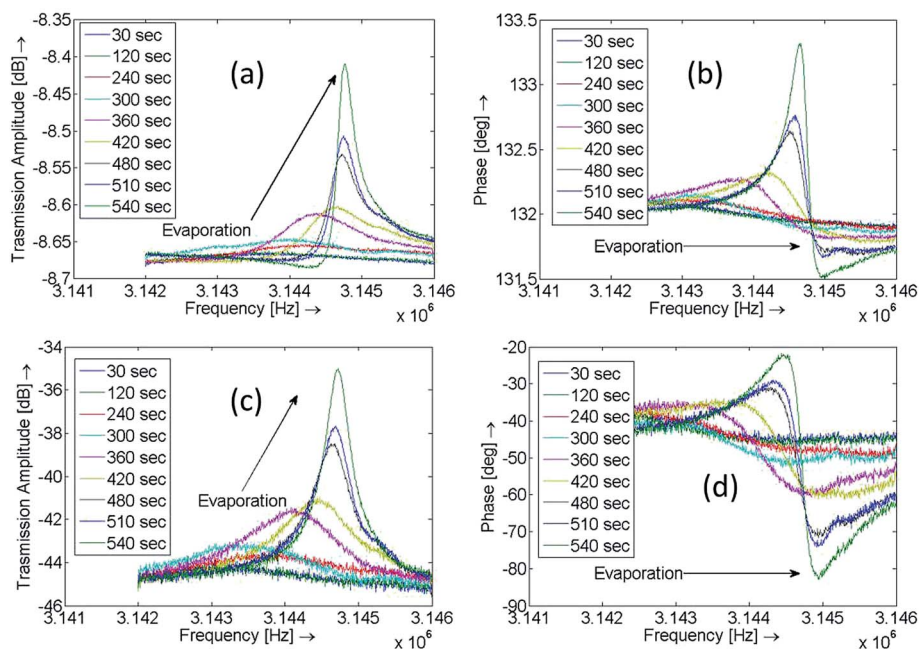 (a)
Trasmission Amplitude [dB] →
-8.35
-8.4
-8.45
-8.5
-8.55
-8.6
-8.65
-8.7
30 sec
120 sec
240 sec
300 sec
360 sec
420 sec
480 sec
510 sec
540 sec
Evaporation
3.141
3.142
3.143
3.144
3.145
3.146
Frequency [Hz] →
x 10⁶
(b)
Phase [deg] →
133.5
133
132.5
132
131.5
30 sec
120 sec
240 sec
300 sec
360 sec
420 sec
480 sec
510 sec
540 sec
Evaporation
3.141
3.142
3.143
3.144
3.145
3.146
Frequency [Hz] →
x 10⁶
(c)
Trasmission Amplitude [dB] →
-34
-36
-38
-40
-42
-44
-46
30 sec
120 sec
240 sec
300 sec
360 sec
420 sec
480 sec
510 sec
540 sec
Evaporation
3.141
3.142
3.143
3.144
3.145
3.146
Frequency [Hz] →
x 10⁶
(d)
Phase [deg] →
-20
-30
-40
-50
-60
-70
-80
-90
30 sec
120 sec
240 sec
300 sec
360 sec
420 sec
480 sec
510 sec
540 sec
Evaporation
3.141
3.142
3.143
3.144
3.145
3.146
Frequency [Hz] →
x 10⁶